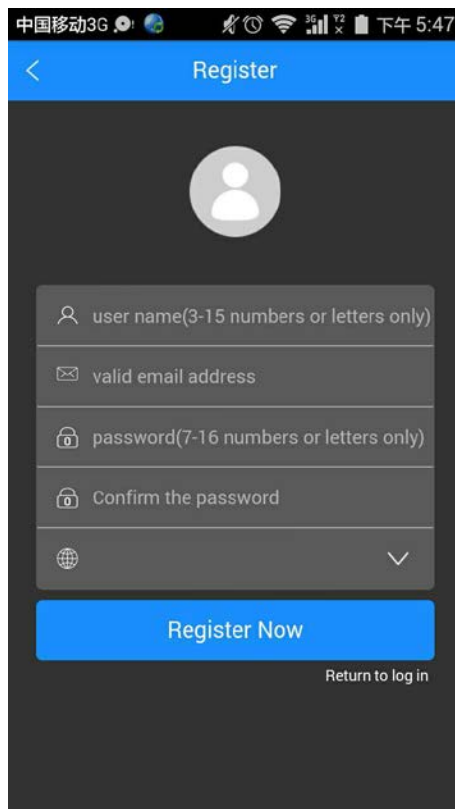 中国移动3G 下午 5:47
Register
user name(3-15 numbers or letters only)
valid email address
password(7-16 numbers or letters only)
Confirm the password
Register Now
Return to log in